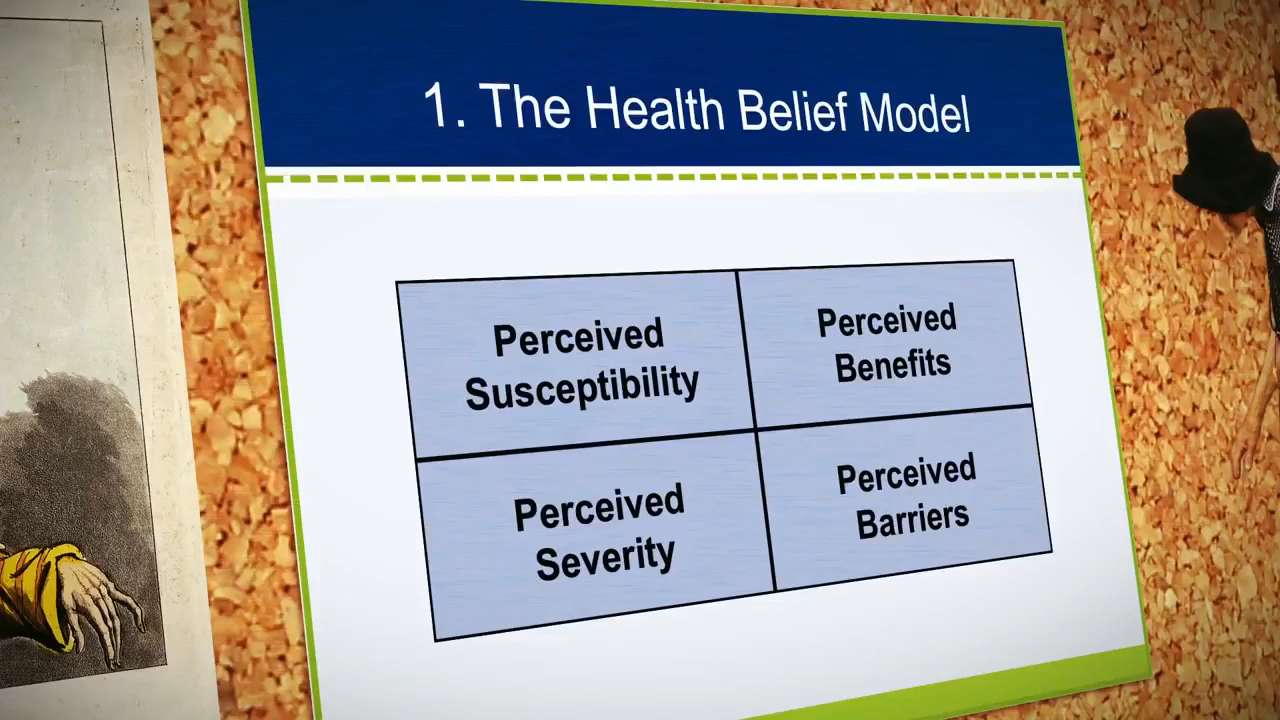 1. The Health Belief Model
Perceived
Susceptibility
Perceived
Benefits
Perceived
Severity
Perceived
Barriers